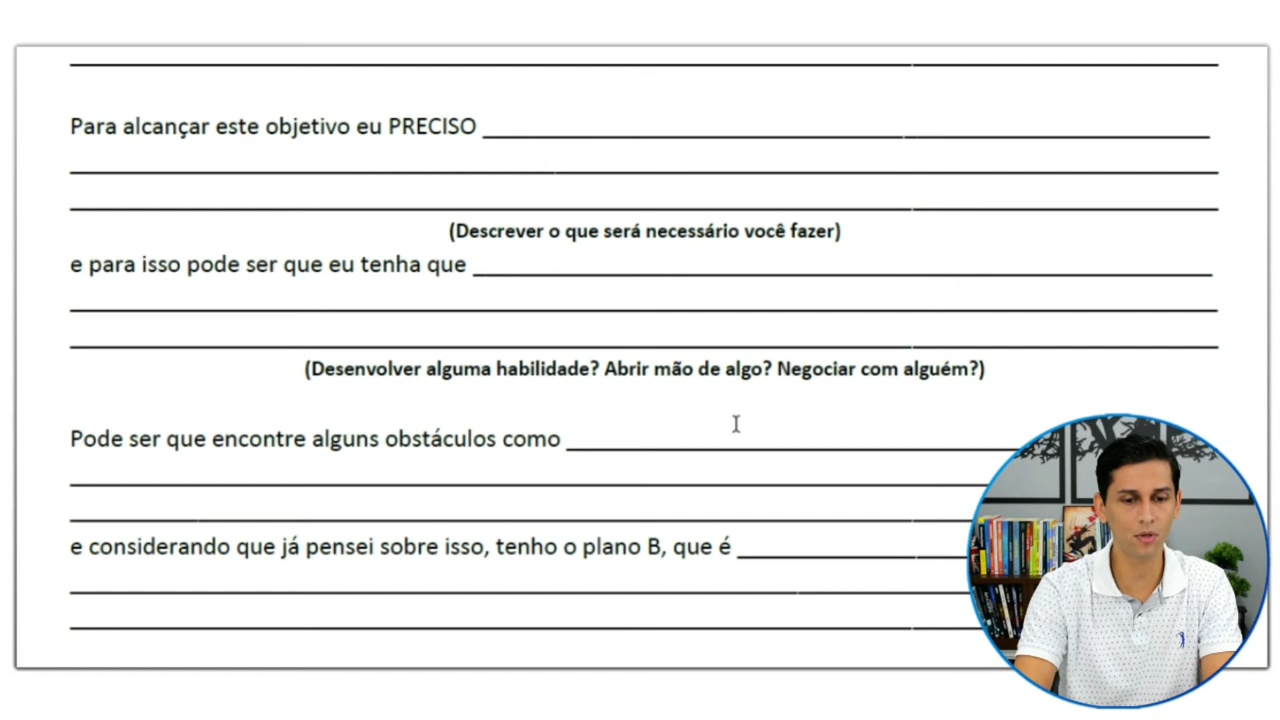 Para alcançar este objetivo eu PRECISO
(Descrever o que será necessário você fazer)
e para isso pode ser que eu tenha que
(Desenvolver alguma habilidade? Abrir mão de algo? Negociar com alguém?)
Pode ser que encontre alguns obstáculos como
e considerando que já pensei sobre isso, tenho o plano B, que é